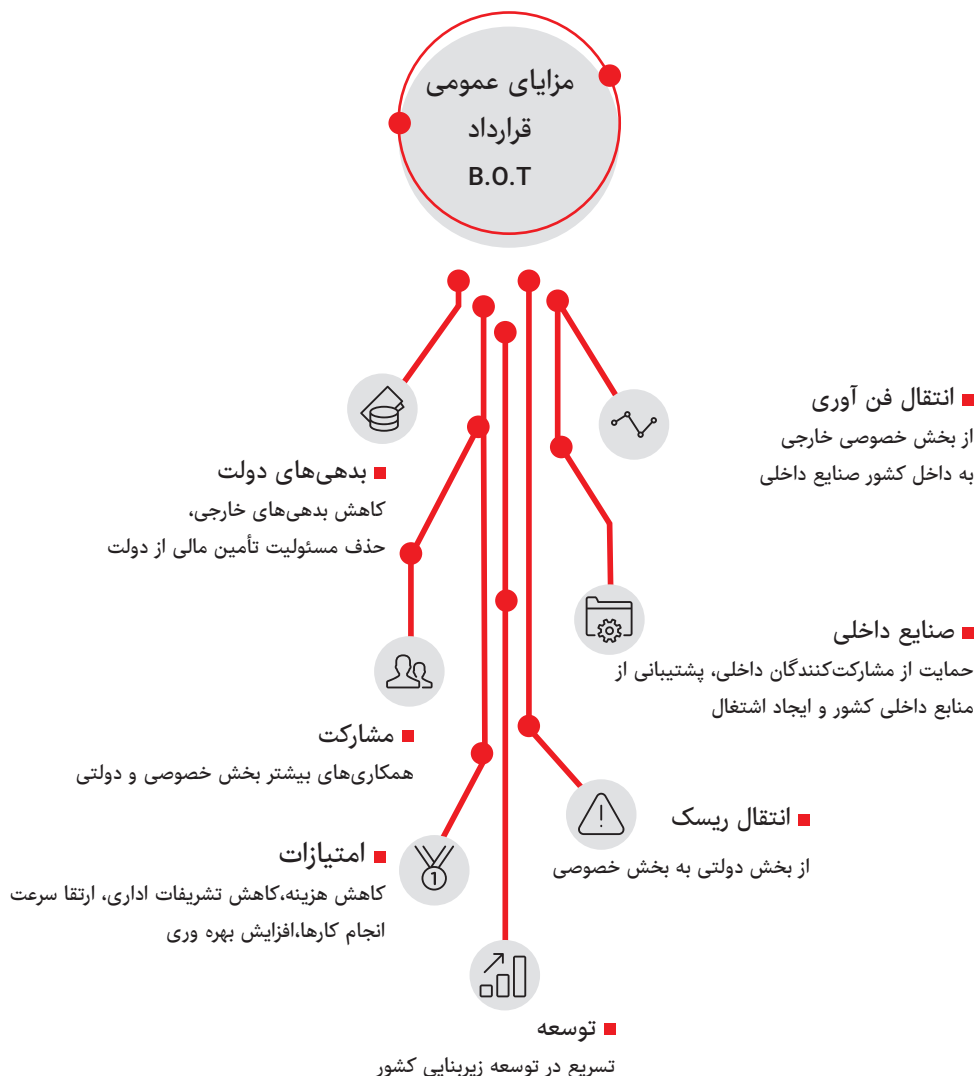 مزایای عمومی
قرارداد
B.O.T
انتقال فن آوری
از بخش خصوصی خارجی
به داخل کشور صنایع داخلی
بدهی‌های دولت
کاهش بدهی‌های خارجی،
حذف مسئولیت تأمین مالی از دولت
صنایع داخلی
حمایت از مشارکت‌کنندگان داخلی، پشتیبانی از
منابع داخلی کشور و ایجاد اشتغال
مشارکت
همکاری‌های بیشتر بخش خصوصی و دولتی
انتقال ریسک
از بخش دولتی به بخش خصوصی
امتیازات
کاهش هزینه،کاهش تشریفات اداری، ارتقا سرعت
انجام کارها،افزایش بهره وری
1
توسعه
تسریع در توسعه زیربنایی کشور